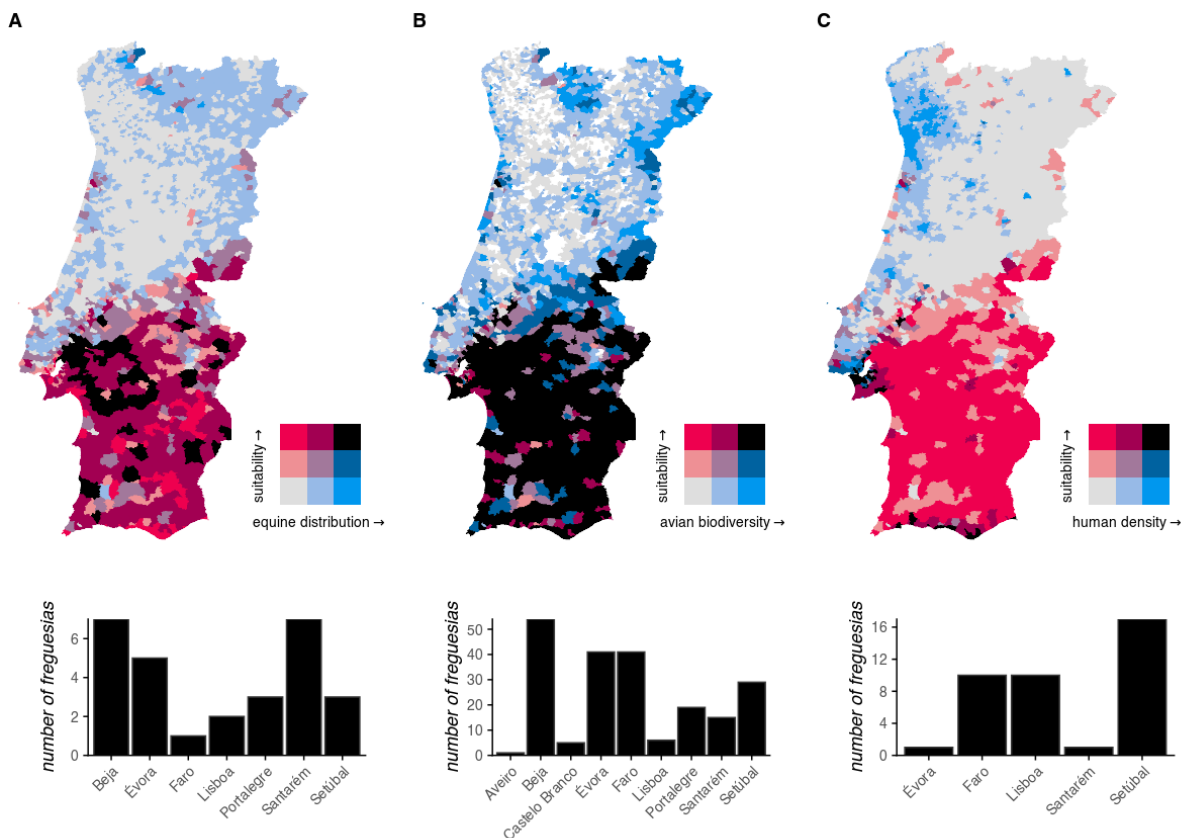 A
B
C
suitability →
equine distribution →
suitability →
avian biodiversity →
suitability →
human density →
number of freguesias
6
4
2
0
Beja
Évora
Faro
Lisboa
Portalegre
Santarém
Setúbal
number of freguesias
50
40
30
20
10
0
Aveiro
Beja
Castelo Branco
Évora
Faro
Lisboa
Portalegre
Santarém
Setúbal
number of freguesias
16
12
8
4
0
Évora
Faro
Lisboa
Santarém
Setúbal